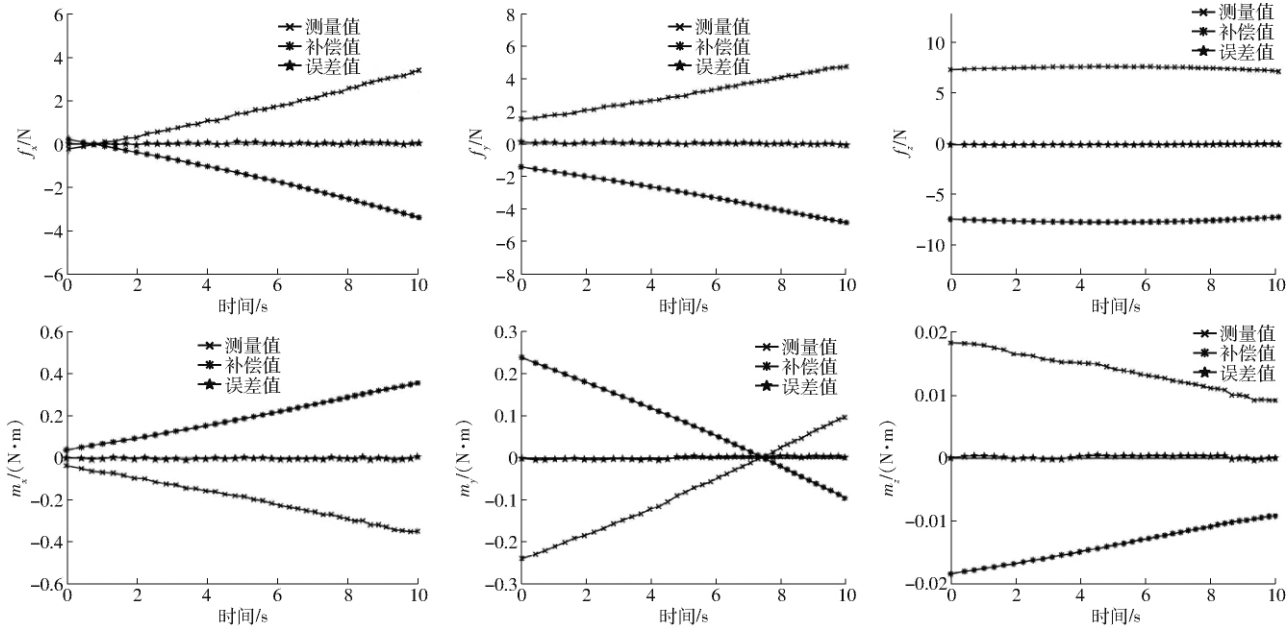 6
4
2
0
−2
−4
−6
f_x/N
测量值
补偿值
误差值
0 2 4 6 8 10
时间/s
8
6
4
2
0
−2
−4
−6
−8
f_y/N
测量值
补偿值
误差值
0 2 4 6 8 10
时间/s
10
5
0
−5
−10
f_z/N
测量值
补偿值
误差值
0 2 4 6 8 10
时间/s
0.6
0.4
0.2
0
−0.2
−0.4
−0.6
m_x/(N·m)
测量值
补偿值
误差值
0 2 4 6 8 10
时间/s
0.3
0.2
0.1
0
−0.1
−0.2
−0.3
m_y/(N·m)
测量值
补偿值
误差值
0 2 4 6 8 10
时间/s
0.02
0.01
0
−0.01
−0.02
m_z/(N·m)
测量值
补偿值
误差值
0 2 4 6 8 10
时间/s